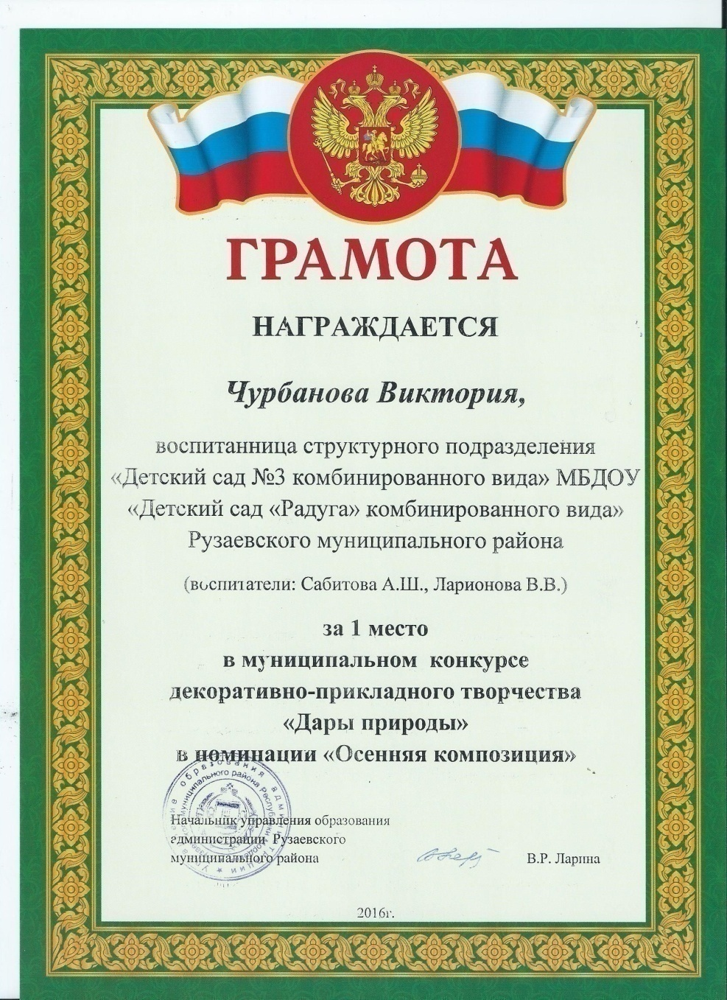 ГРАМОТА
НАГРАЖДАЕТСЯ
Чурбанова Виктория,
воспитанница структурного подразделения
«Детский сад №3 комбинированного вида» МБДОУ
«Детский сад «Радуга» комбинированного вида»
Рузаевского муниципального района
(воспитатели: Сабитова А.Ш., Ларионова В.В.)
за 1 место
в муниципальном конкурсе
декоративно-прикладного творчества
«Дары природы»
в номинации «Осенняя композиция»
Начальник управления образования
администрации Рузаевского
муниципального района
В.Р. Ларина
2016г.